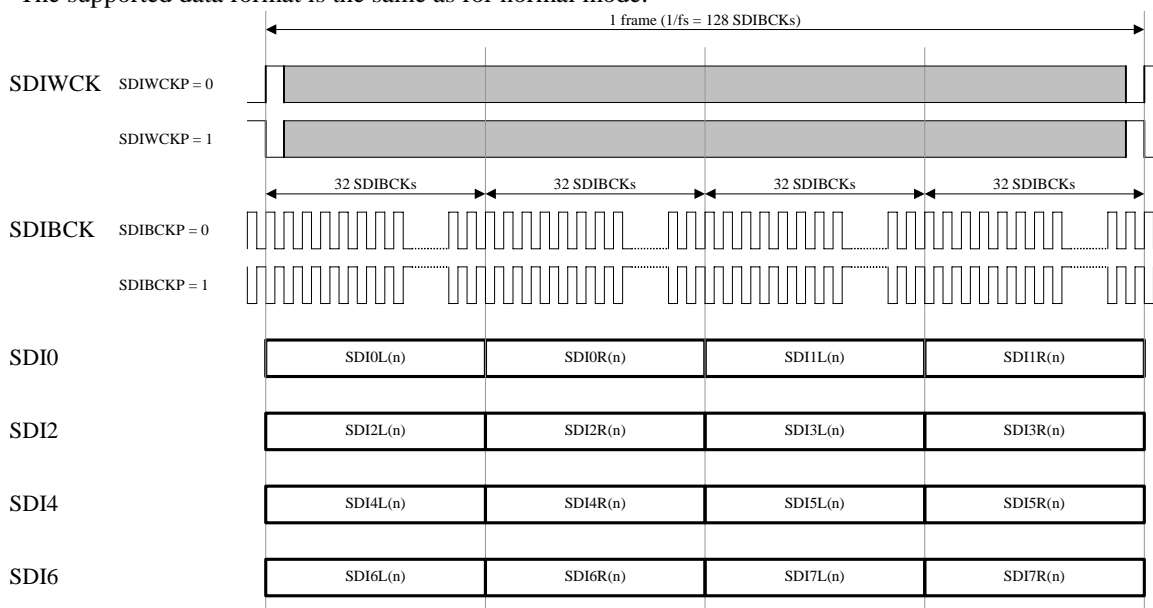 The supported data format is the same as for normal mode.
1 frame (1/fs = 128 SDIBCKs)
SDIWCK SDIWCKP = 0
SDIWCKP = 1
32 SDIBCKs 32 SDIBCKs 32 SDIBCKs 32 SDIBCKs
SDIBCK SDIBCKP = 0
SDIBCKP = 1
SDI0 SDI0L(n) SDI0R(n) SDI1L(n) SDI1R(n)
SDI2 SDI2L(n) SDI2R(n) SDI3L(n) SDI3R(n)
SDI4 SDI4L(n) SDI4R(n) SDI5L(n) SDI5R(n)
SDI6 SDI6L(n) SDI6R(n) SDI7L(n) SDI7R(n)